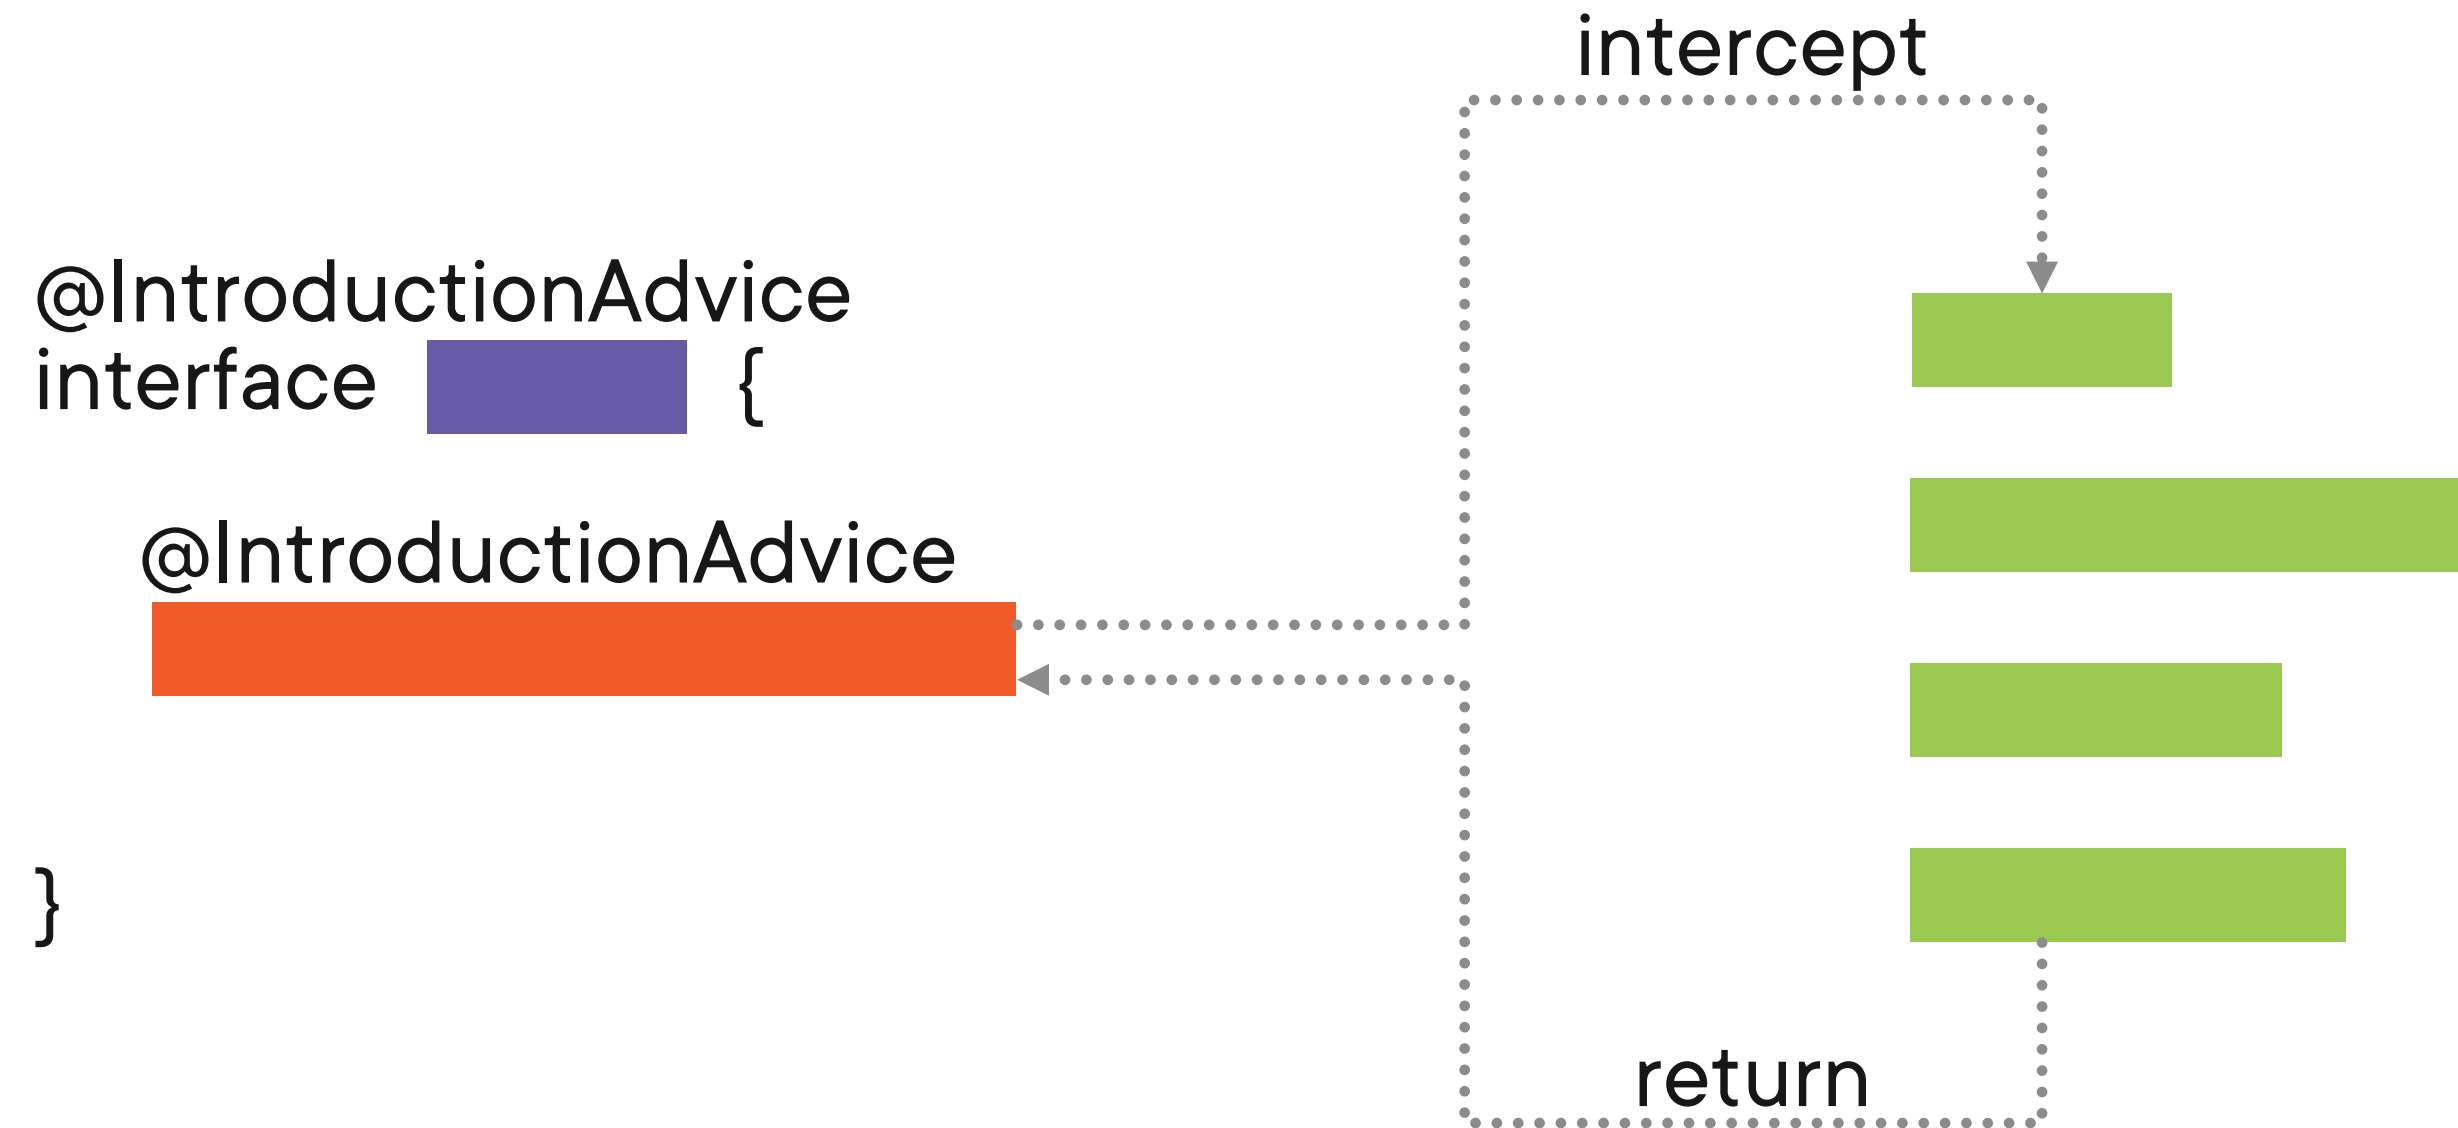 intercept
@IntroductionAdvice
interface {
@IntroductionAdvice
}
return